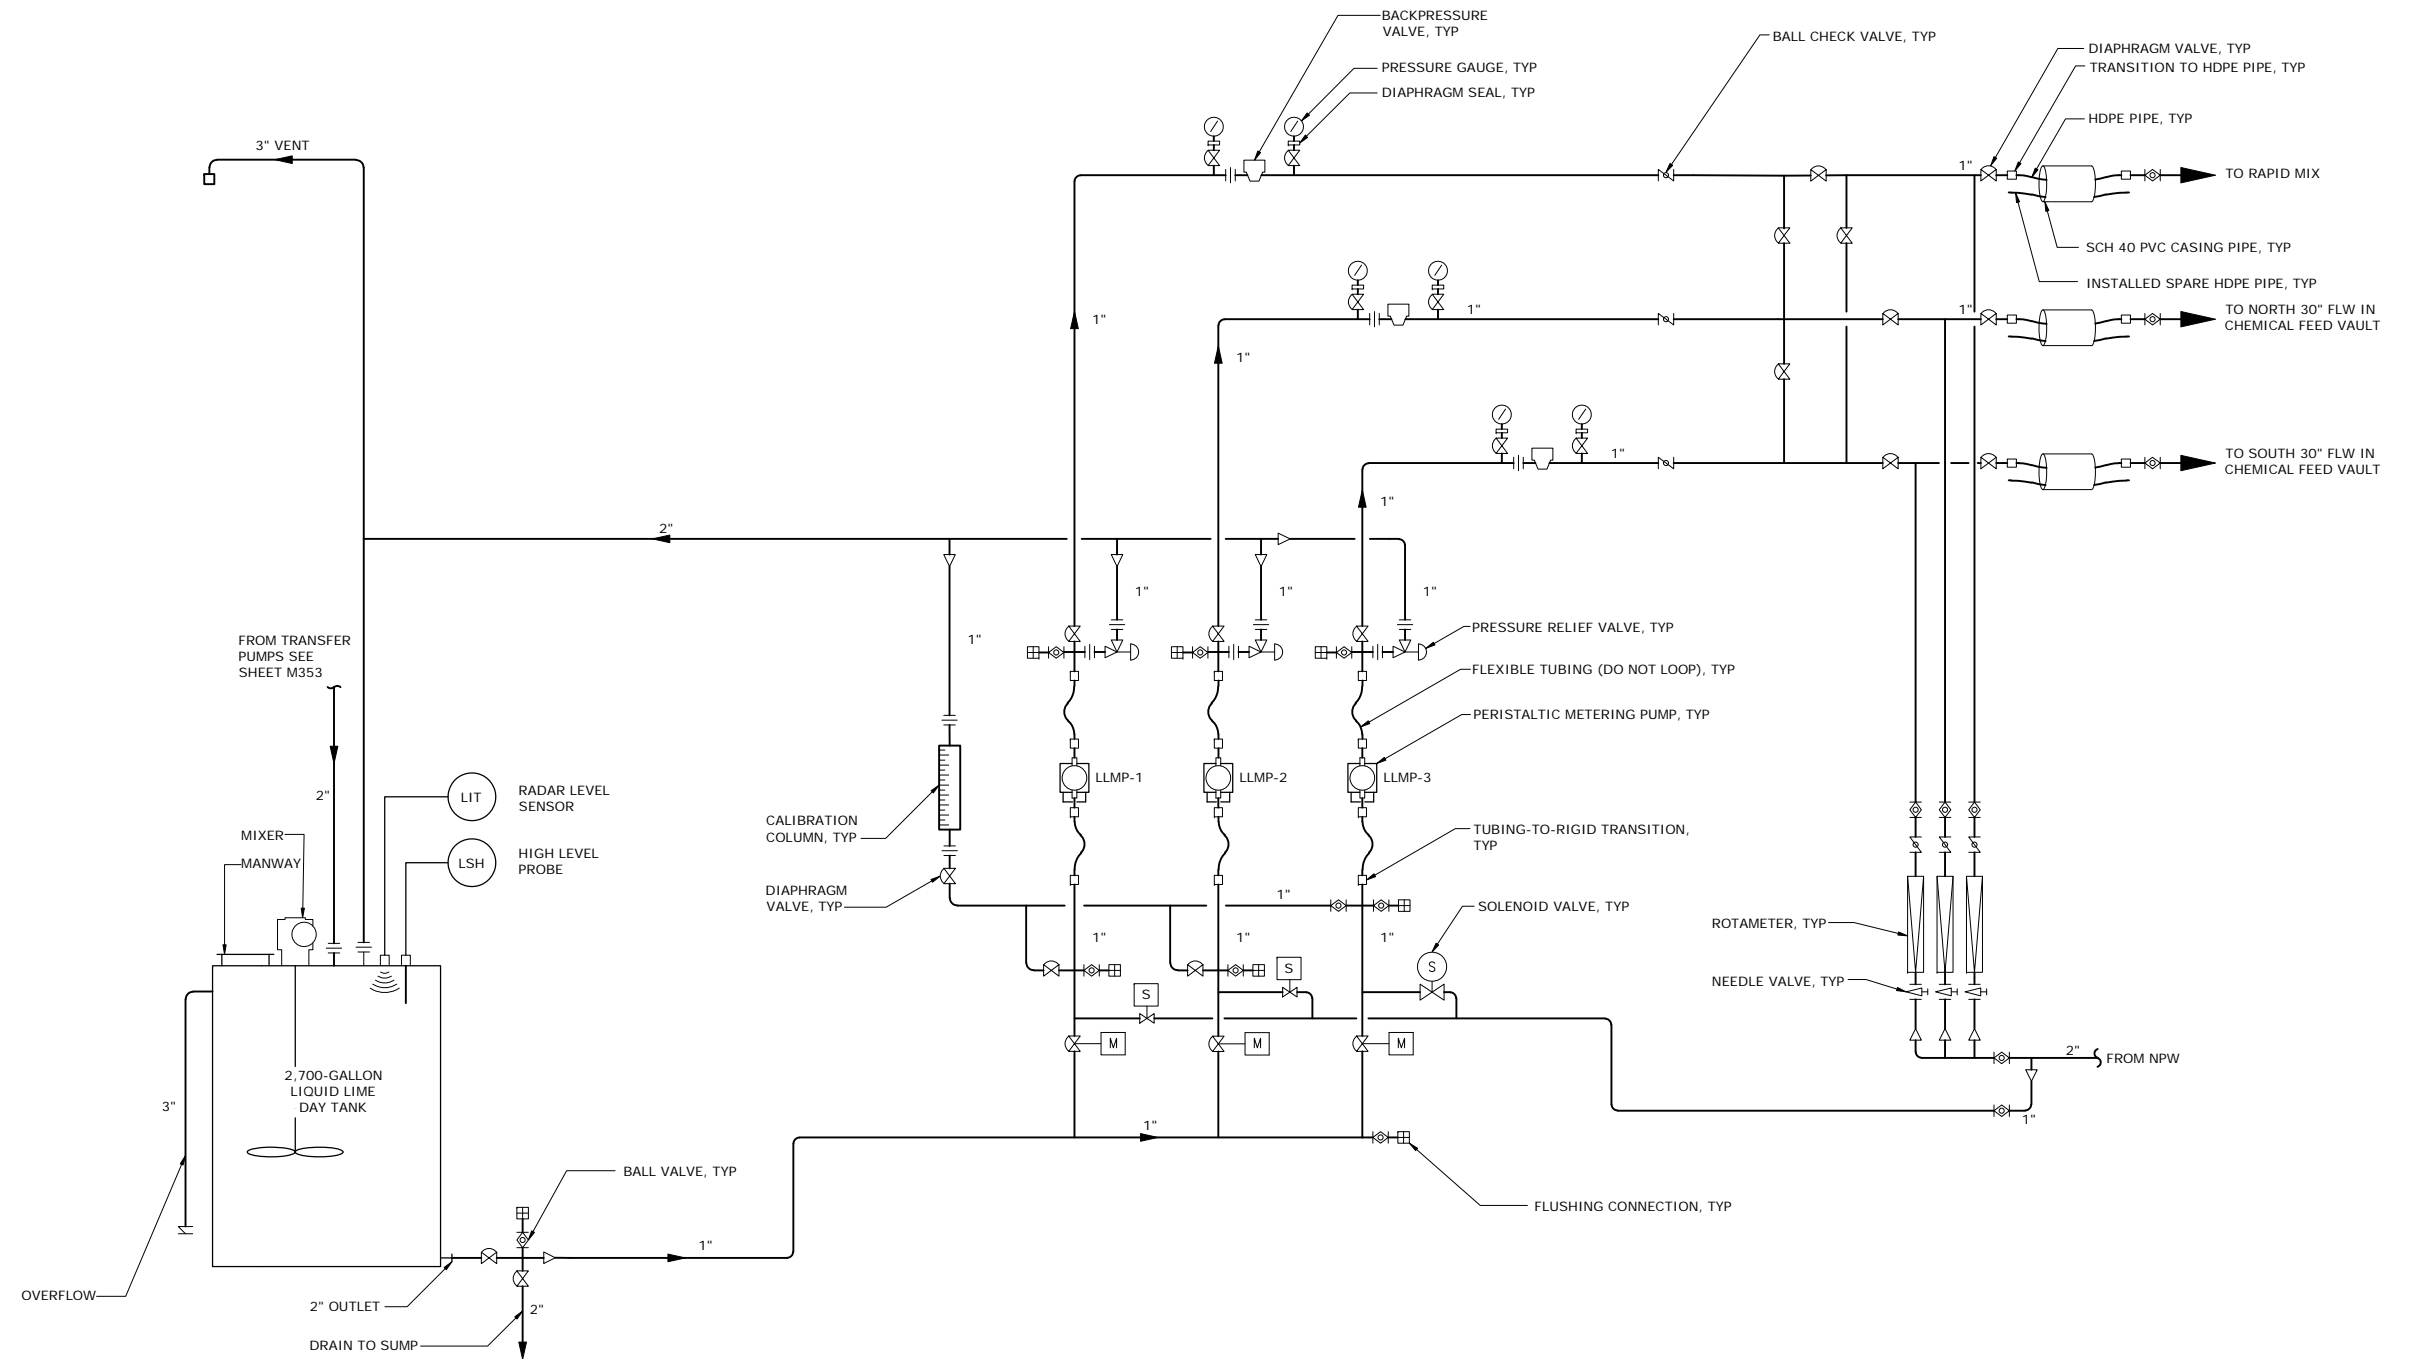 BACKPRESSURE
VALVE, TYP
BALL CHECK VALVE, TYP
DIAPHRAGM VALVE, TYP
TRANSITION TO HDPE PIPE, TYP
PRESSURE GAUGE, TYP
DIAPHRAGM SEAL, TYP
HDPE PIPE, TYP
3" VENT
1"
TO RAPID MIX
SCH 40 PVC CASING PIPE, TYP
INSTALLED SPARE HDPE PIPE, TYP
1"
1"
1"
TO NORTH 30" FLW IN
CHEMICAL FEED VAULT
1"
1"
TO SOUTH 30" FLW IN
CHEMICAL FEED VAULT
1"
2"
1"
1"
1"
1"
PRESSURE RELIEF VALVE, TYP
FROM TRANSFER
PUMPS SEE
SHEET M353
FLEXIBLE TUBING (DO NOT LOOP), TYP
PERISTALTIC METERING PUMP, TYP
LLMP-1
LLMP-2
LLMP-3
2"
LIT
RADAR LEVEL
SENSOR
CALIBRATION
COLUMN, TYP
TUBING-TO-RIGID TRANSITION,
TYP
MIXER
MANWAY
LSH
HIGH LEVEL
PROBE
DIAPHRAGM
VALVE, TYP
1"
SOLENOID VALVE, TYP
ROTAMETER, TYP
1"
1"
1"
S
S
S
NEEDLE VALVE, TYP
M
M
M
2"
FROM NPW
2,700-GALLON
LIQUID LIME
DAY TANK
3"
1"
1"
BALL VALVE, TYP
FLUSHING CONNECTION, TYP
1"
OVERFLOW
2" OUTLET
2"
DRAIN TO SUMP